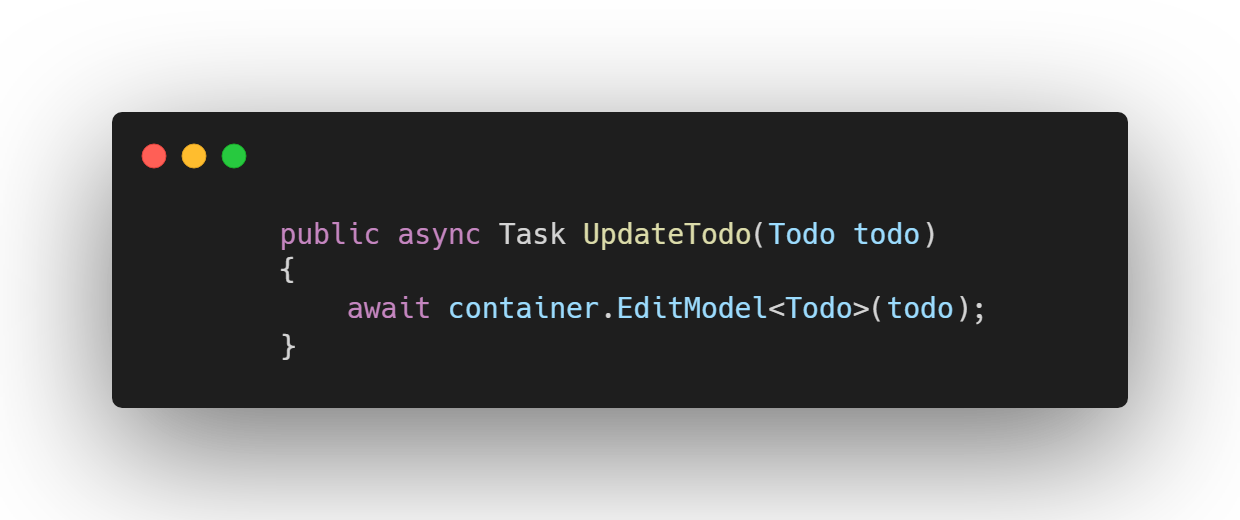 public async Task UpdateTodo(Todo todo)
{
    await container.EditModel<Todo>(todo);
}